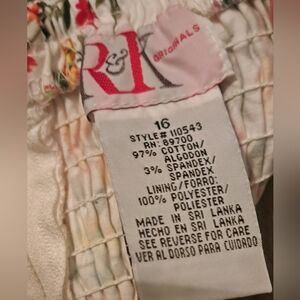 R&K
ORIGINALS
16
STYLE# 110543
RN: 89700
97% COTTON/
ALGODON
3% SPANDEX/
SPANDEX
LINING/FORRO:
100% POLYESTER/
POLIESTER
MADE IN SRI LANKA
HECHO EN SRI LANKA
SEE REVERSE FOR CARE
VER AL DORSO PARA CUIDADO